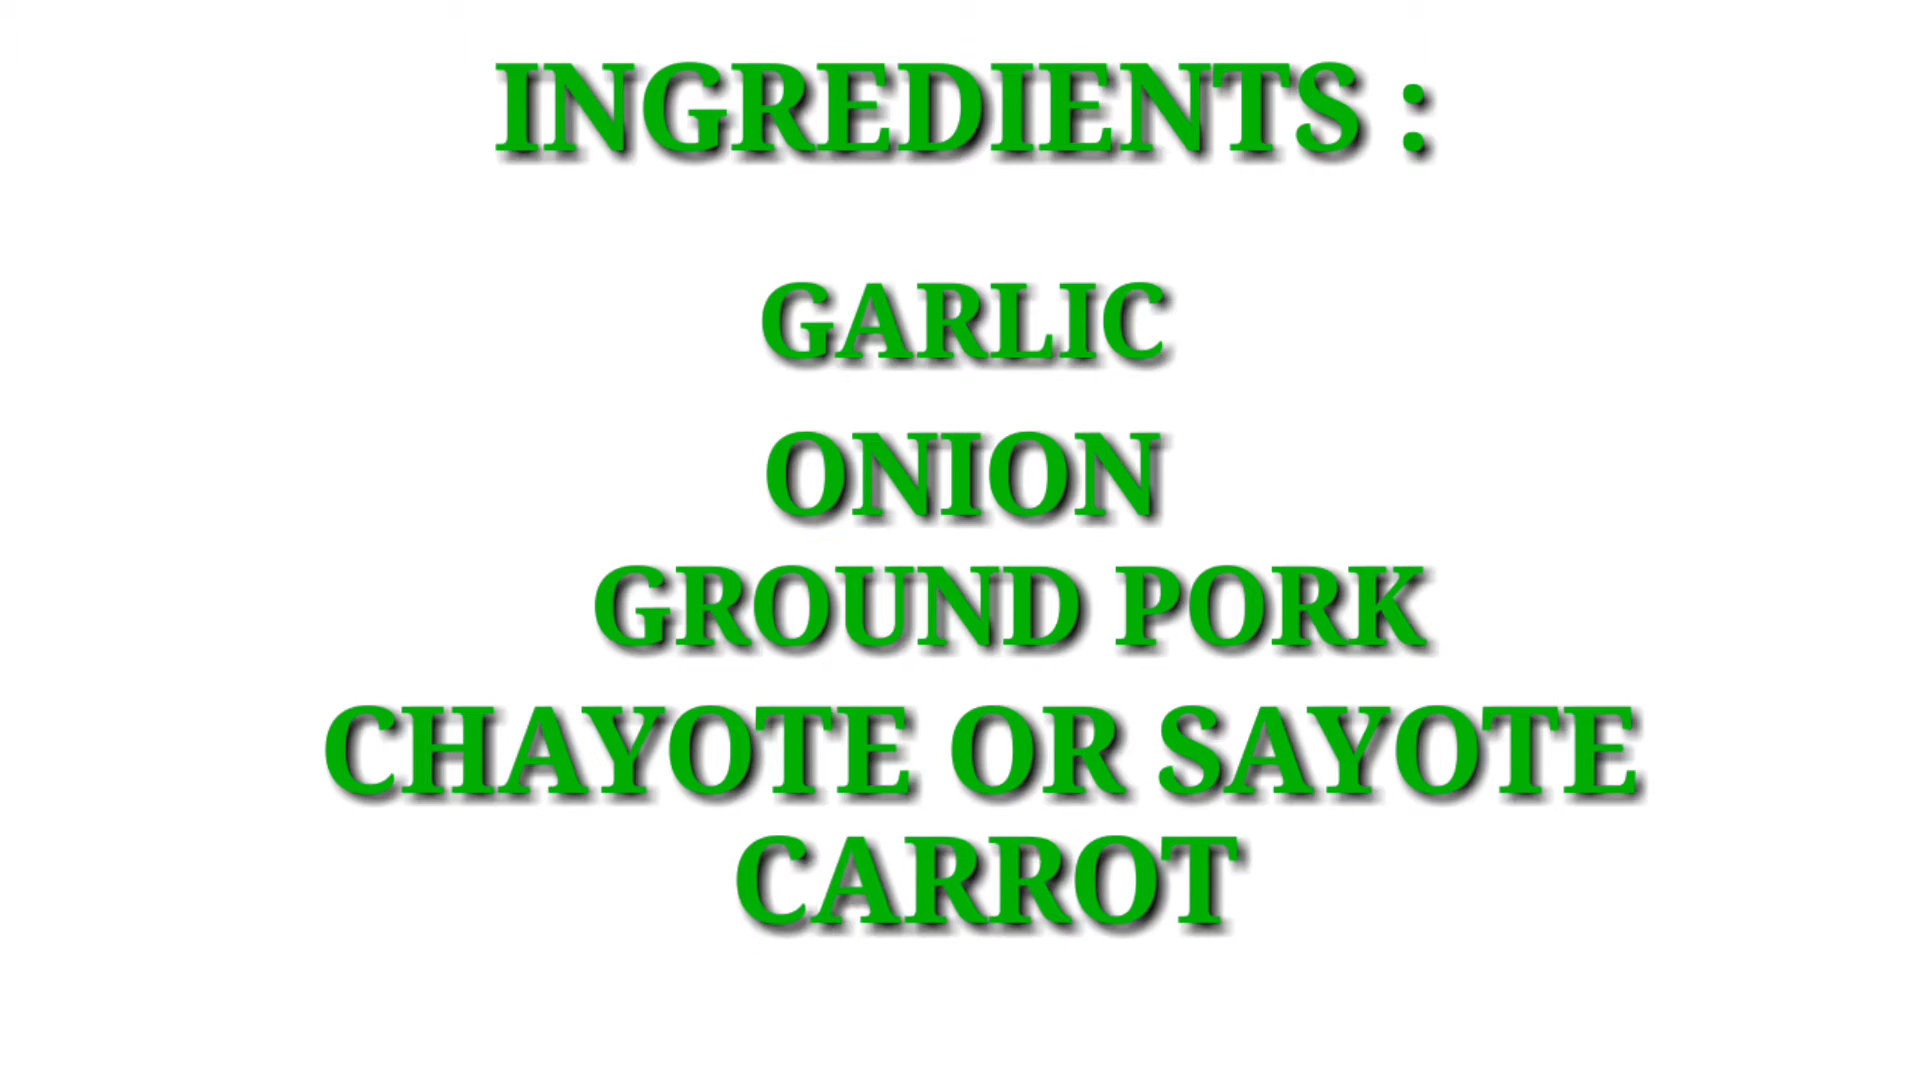 INGREDIENTS :
GARLIC
ONION
GROUND PORK
CHAYOTE OR SAYOTE
CARROT